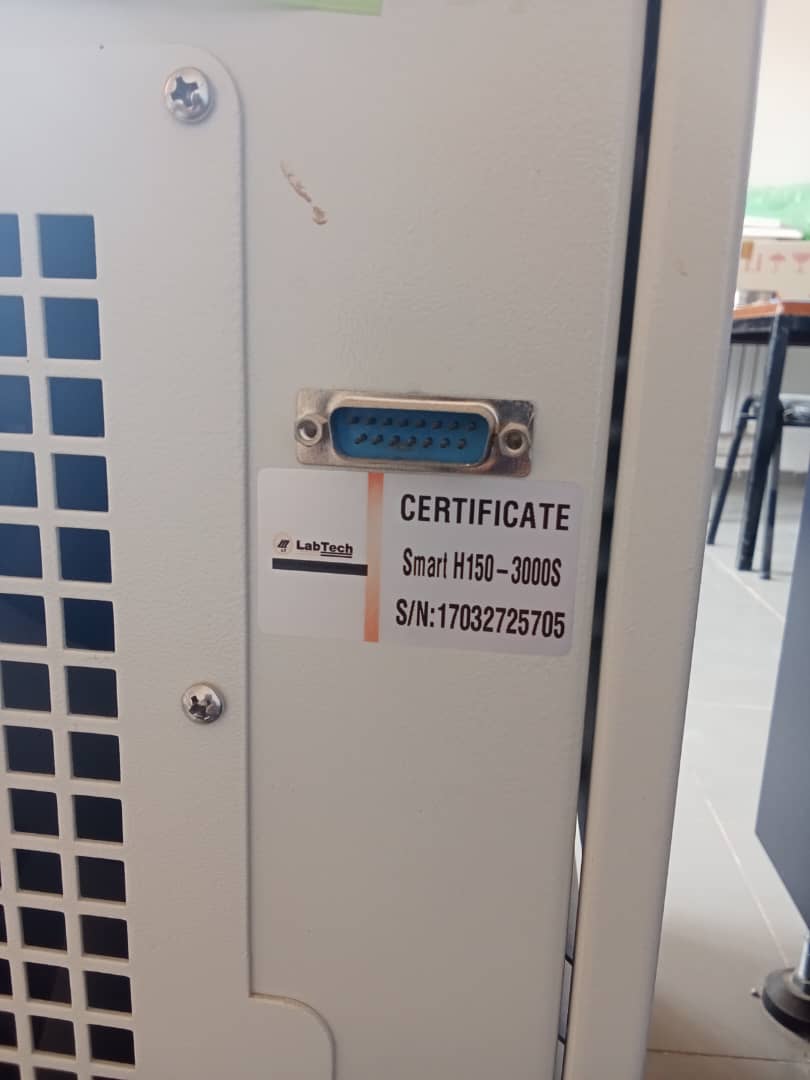 CERTIFICATE
LabTech
Smart H150-3000S
S/N:17032725705